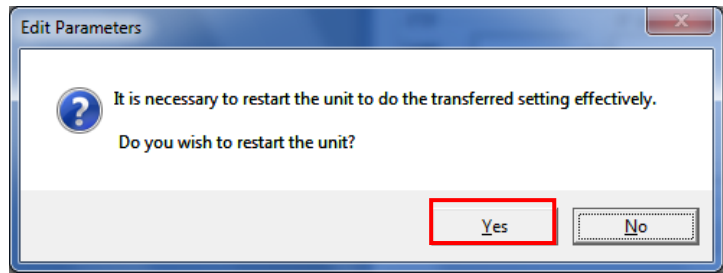 Edit Parameters
It is necessary to restart the unit to do the transferred setting effectively.
Do you wish to restart the unit?
Yes
No